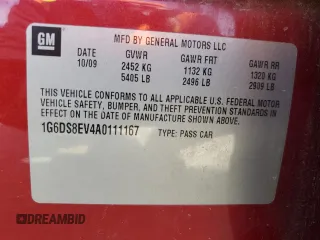 GM
MFD BY GENERAL MOTORS LLC
DATE GVWR GAWR FRT GAWR RR
10/09 2452 KG 1132 KG 1320 KG
5405 LB 2496 LB 2909 LB
THIS VEHICLE CONFORMS TO ALL APPLICABLE U.S. FEDERAL MOTOR
VEHICLE SAFETY, BUMPER, AND THEFT PREVENTION STANDARDS IN
EFFECT ON THE DATE OF MANUFACTURE SHOWN ABOVE.
1G6DS8EV4A0111167 TYPE: PASS CAR
DREAMBID